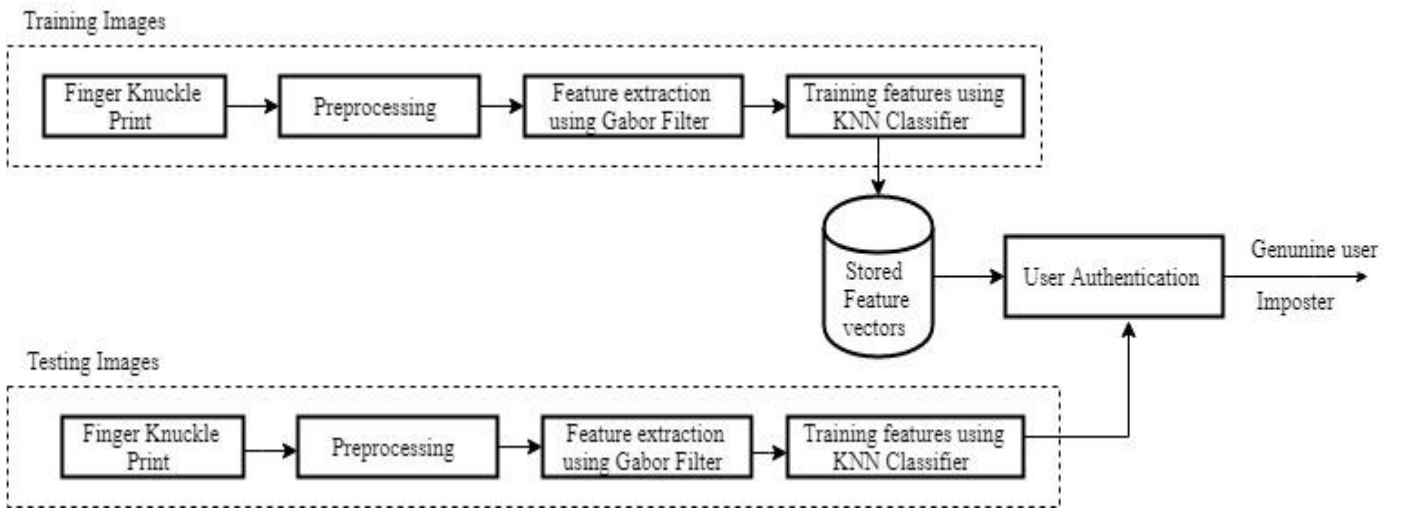 Training Images
Finger Knuckle
Print
Preprocessing
Feature extraction
using Gabor Filter
Training features using
KNN Classifier
Stored
Feature
vectors
User Authentication
Genunine user
Imposter
Testing Images
Finger Knuckle
Print
Preprocessing
Feature extraction
using Gabor Filter
Training features using
KNN Classifier